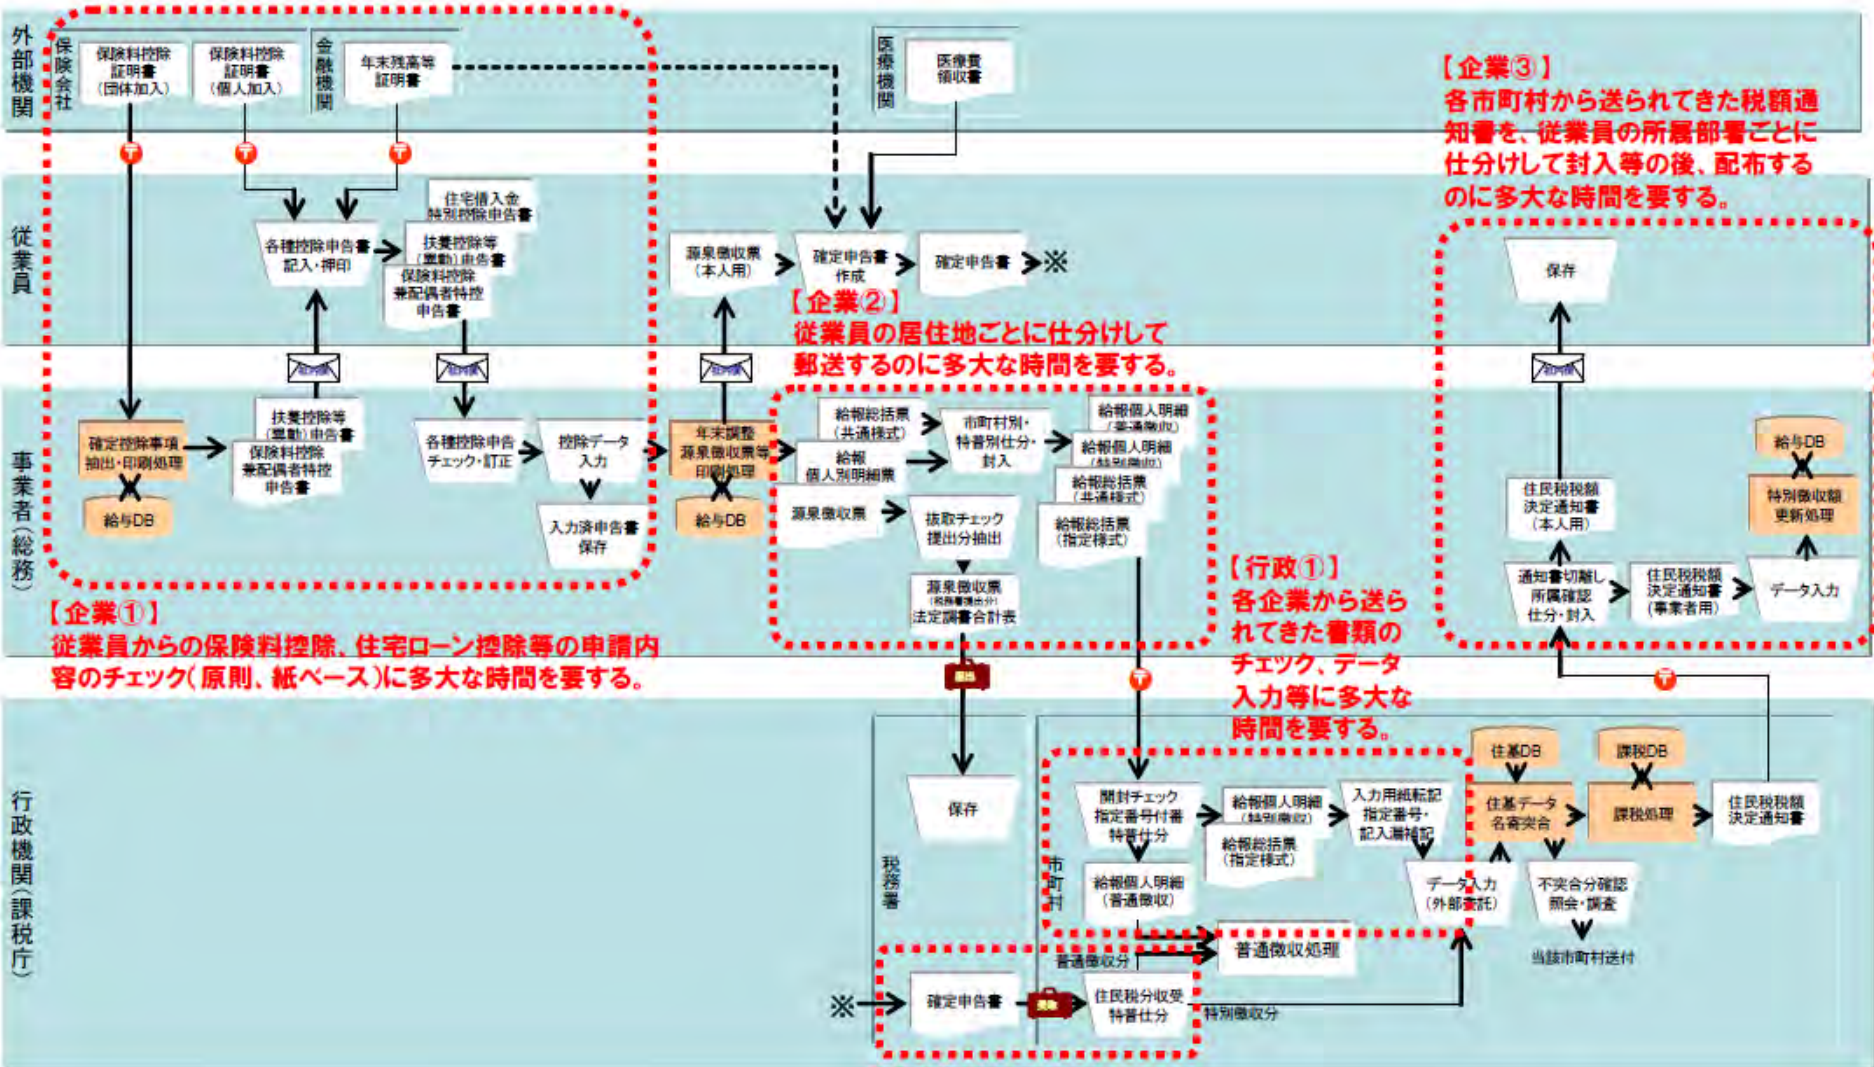 外部機関
保険会社
保険料控除
証明書
(団体加入)
保険料控除
証明書
(個人加入)
金融機関
年末残高等
証明書
医療機関
医療費
領収書
【企業③】
各市町村から送られてきた税額通
知書を、従業員の所属部署ごとに
仕分けして封入等の後、配布する
のに多大な時間を要する。
従業員
各種控除申告書
記入・押印
住宅借入金
特別控除申告書
扶養控除等
(異動)申告書
保険料控除
兼配偶者特控
申告書
源泉徴収票
(本人用)
確定申告書
作成
確定申告書
※
保存
【企業②】
従業員の居住地ごとに仕分けして
郵送するのに多大な時間を要する。
事業者(総務)
確定控除事項
抽出・印刷処理
給与DB
扶養控除等
(異動)申告書
保険料控除
兼配偶者特控
申告書
各種控除申告
チェック・訂正
控除データ
入力
入力済申告書
保存
年末調整
源泉徴収票等
印刷処理
給与DB
給報総括票
(共通様式)
給報
個人別明細票
源泉徴収票
市町村別・
特普別仕分・
封入
抜取チェック
提出分抽出
源泉徴収票
(税務署提出分)
法定調書合計表
給報個人明細
(普通徴収)
給報個人明細
(特別徴収)
給報総括票
(共通様式)
給報総括票
(指定様式)
住民税税額
決定通知書
(本人用)
通知書切離し
所属確認
仕分・封入
住民税税額
決定通知書
(事業者用)
データ入力
特別徴収額
更新処理
給与DB
【企業①】
従業員からの保険料控除、住宅ローン控除等の申請内
容のチェック(原則、紙ベース)に多大な時間を要する。
【行政①】
各企業から送ら
れてきた書類の
チェック、データ
入力等に多大な
時間を要する。
提出
行政機関(課税庁)
税務署
保存
市町村
開封チェック
指定番号付番
特普仕分
給報個人明細
(特別徴収)
給報総括票
(指定様式)
入力用紙転記
指定番号・
記入漏補記
給報個人明細
(普通徴収)
データ入力
(外部委託)
住基DB
住基データ
名寄突合
課税DB
課税処理
住民税税額
決定通知書
不突合分確認
照会・調査
当該市町村送付
普通徴収処理
普通徴収分
※
確定申告書
住民税分収受
特普仕分
特別徴収分